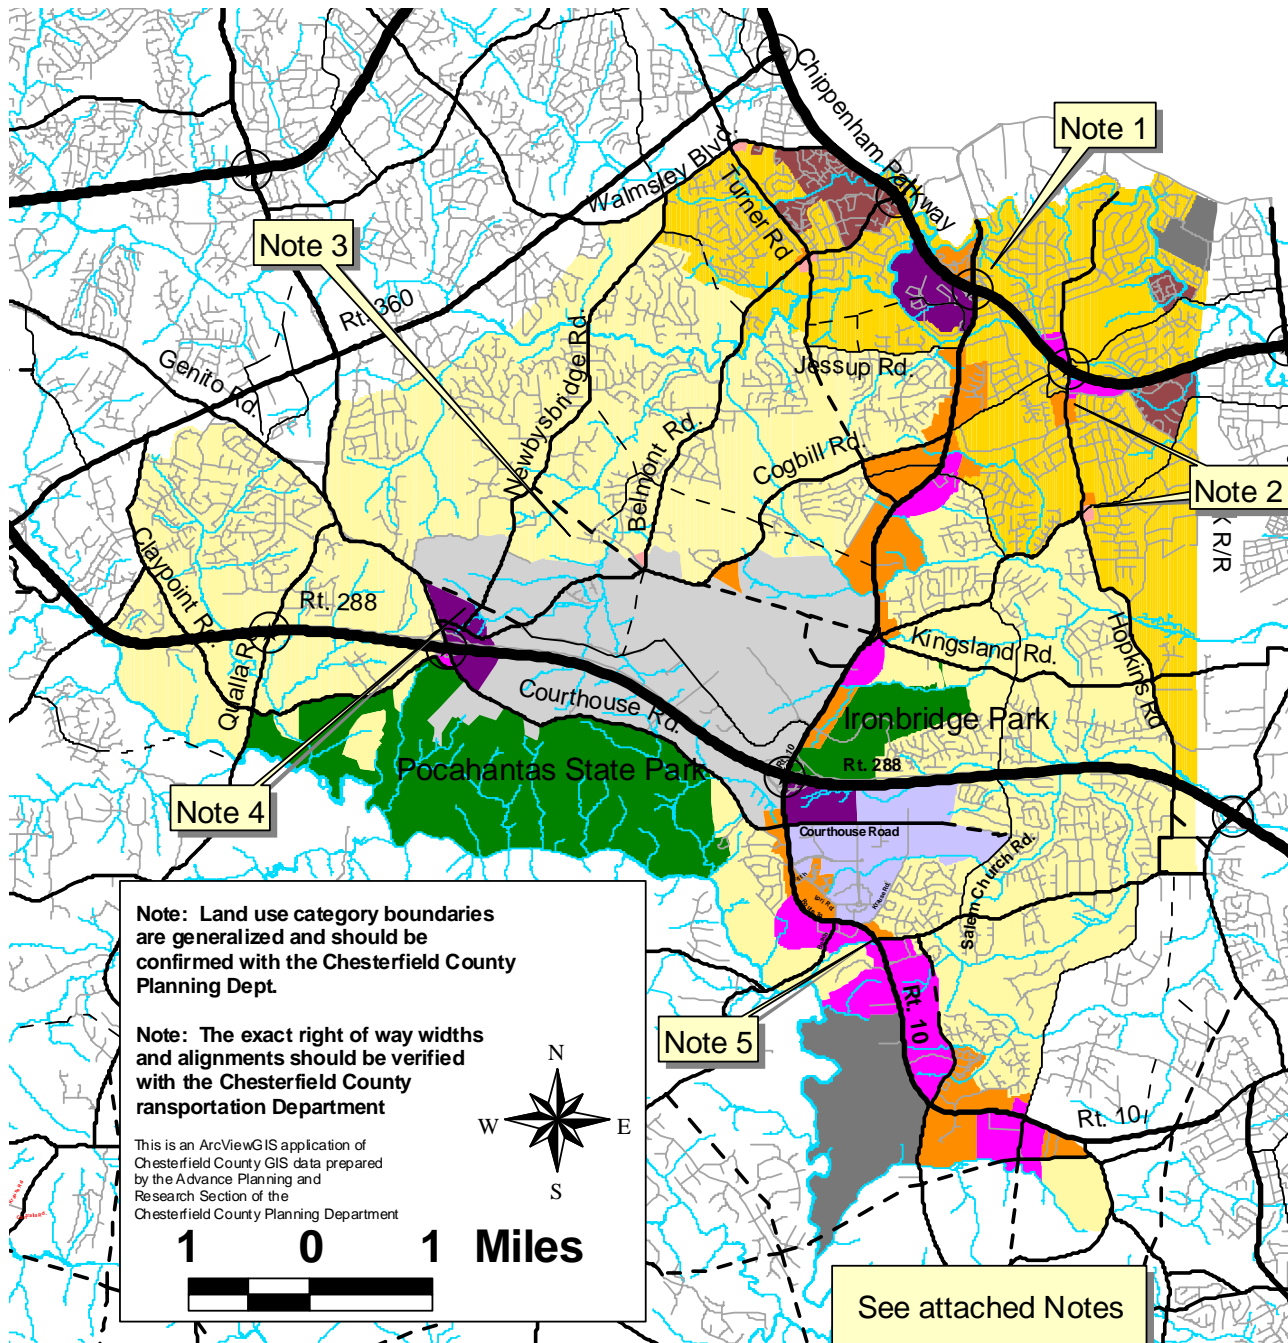 Chippenham Parkway
Note 1
Walmsley Blvd.
Turner Rd
Note 3
Rt. 360
Genito Rd.
Newbysbridge Rd.
Jessup Rd.
Belmont Rd.
Cogbill Rd.
Note 2
K R/R
Claypoint Rd.
Rt. 288
Qualla Rd.
Kingsland Rd.
Hopkins Rd
Courthouse Rd.
Ironbridge Park
Rt. 10
Rt. 288
Pocahantas State Park
Note 4
Courthouse Road
Salem Church Rd.
Krause Rd.
Note: Land use category boundaries
are generalized and should be
confirmed with the Chesterfield County
Planning Dept.
Note: The exact right of way widths
and alignments should be verified
with the Chesterfield County
ransportation Department
This is an ArcViewGIS application of
Chesterfield County GIS data prepared
by the Advance Planning and
Research Section of the
Chesterfield County Planning Department
N
W E
S
1 0 1 Miles
Note 5
Rt. 10
Rt. 10
See attached Notes